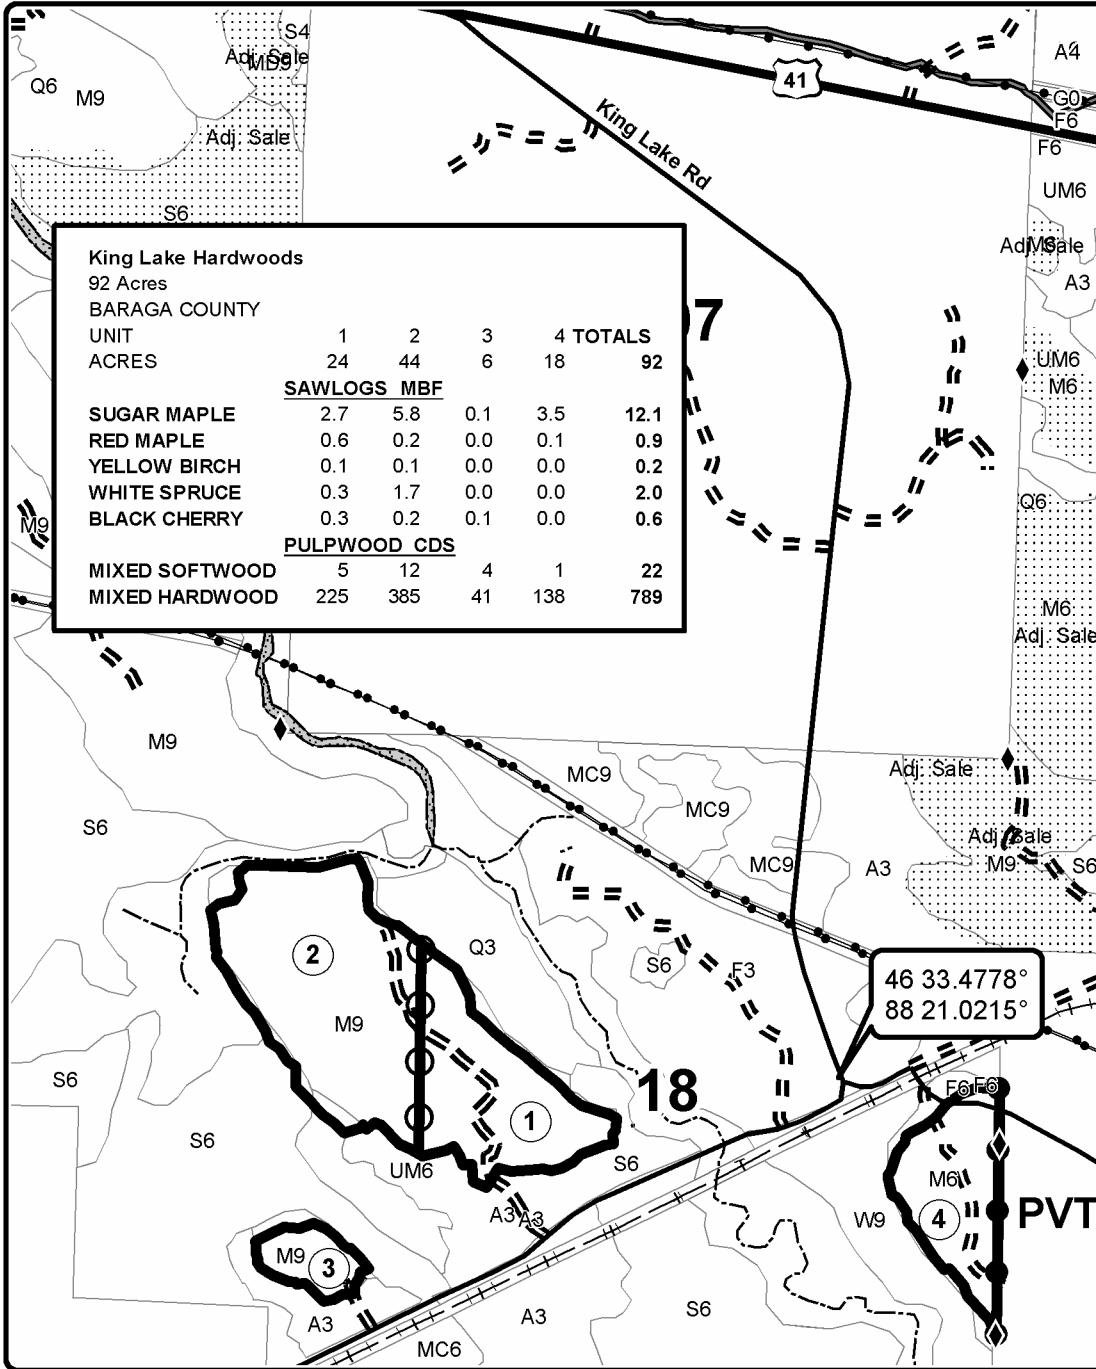 S4
Adj. Sale
Q6
M9
Adj. Sale
S6
41
A4
G0
F6
F6
King Lake Rd
UM6
Adj. Sale
A3
King Lake Hardwoods
92 Acres
BARAGA COUNTY
UNIT 1 2 3 4 TOTALS
ACRES 24 44 6 18 92
SAWLOGS MBF
SUGAR MAPLE 2.7 5.8 0.1 3.5 12.1
RED MAPLE 0.6 0.2 0.0 0.1 0.9
YELLOW BIRCH 0.1 0.1 0.0 0.0 0.2
WHITE SPRUCE 0.3 1.7 0.0 0.0 2.0
BLACK CHERRY 0.3 0.2 0.1 0.0 0.6
PULPWOOD CDS
MIXED SOFTWOOD 5 12 4 1 22
MIXED HARDWOOD 225 385 41 138 789
7
UM6
M6
Q6
M9
M6
Adj. Sale
M9
MC9
Adj. Sale
MC9
S6
Adj. Sale
MC9
A3
M9
S6
2
Q3
S6
F3
46 33.4778°
88 21.0215°
M9
S6
18
F6
F6
S6
1
UM6
S6
M6
A3
A3
W9
4
PVT
M9
3
A3
A3
S6
MC6